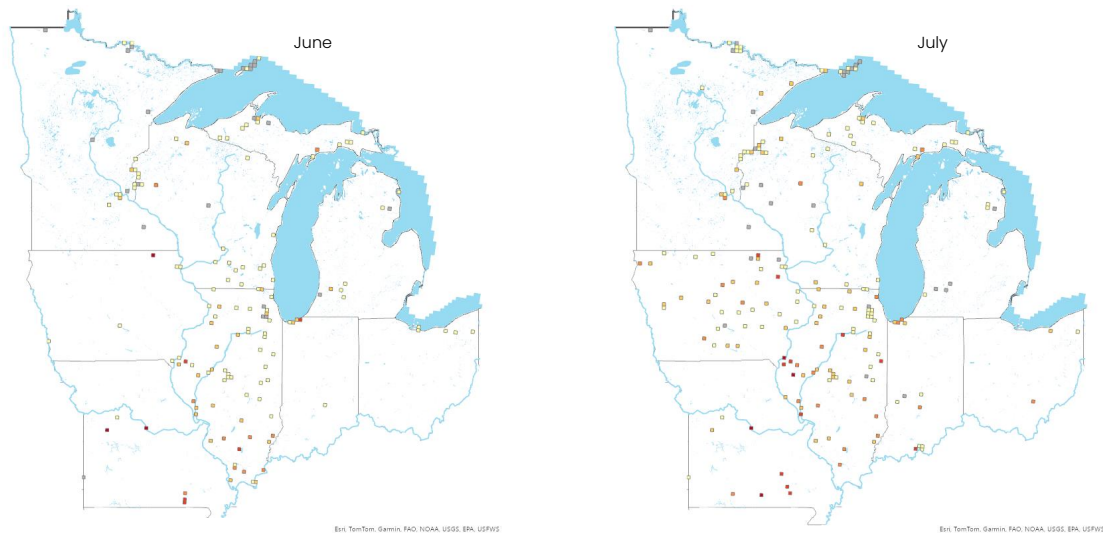 June
July
Esri, TomTom, Garmin, FAO, NOAA, USGS, EPA, USFWS
Esri, TomTom, Garmin, FAO, NOAA, USGS, EPA, USFWS